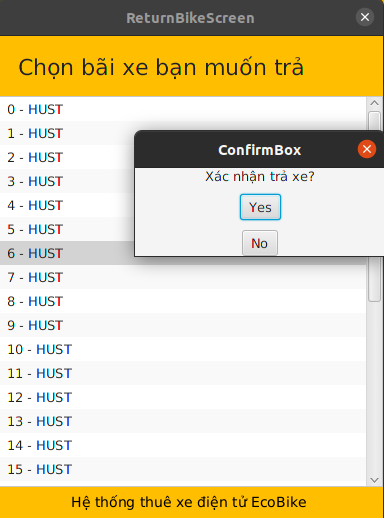 ReturnBikeScreen
Chọn bãi xe bạn muốn trả
0 - HUST
1 - HUST
2 - HUST
3 - HUST
4 - HUST
5 - HUST
6 - HUST
7 - HUST
8 - HUST
9 - HUST
10 - HUST
11 - HUST
12 - HUST
13 - HUST
14 - HUST
15 - HUST
ConfirmBox
Xác nhận trả xe?
Yes
No
Hệ thống thuê xe điện tử EcoBike